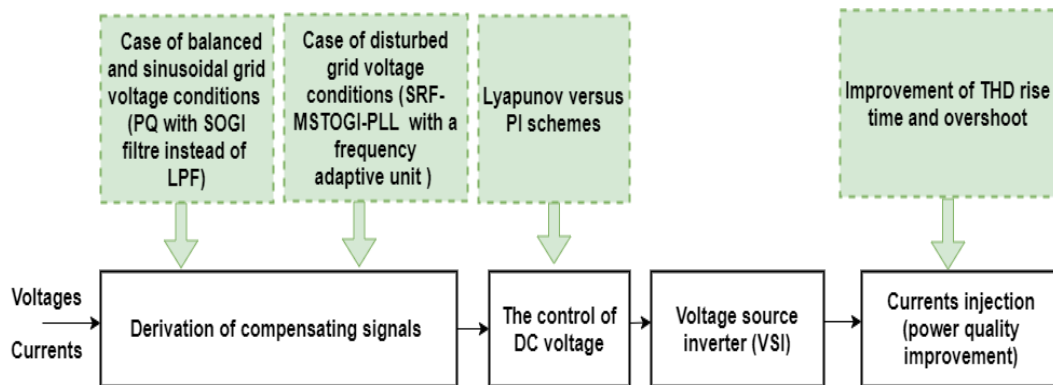 Case of balanced
and sinusoidal grid
voltage conditions
(PQ with SOGI
filtre instead of
LPF)
Case of disturbed
grid voltage
conditions (SRF-
MSTOGI-PLL with a
frequency
adaptive unit )
Lyapunov versus
PI schemes
Improvement of THD rise
time and overshoot
Voltages
Currents
Derivation of compensating signals
The control of
DC voltage
Voltage source
inverter (VSI)
Currents injection
(power quality
improvement)